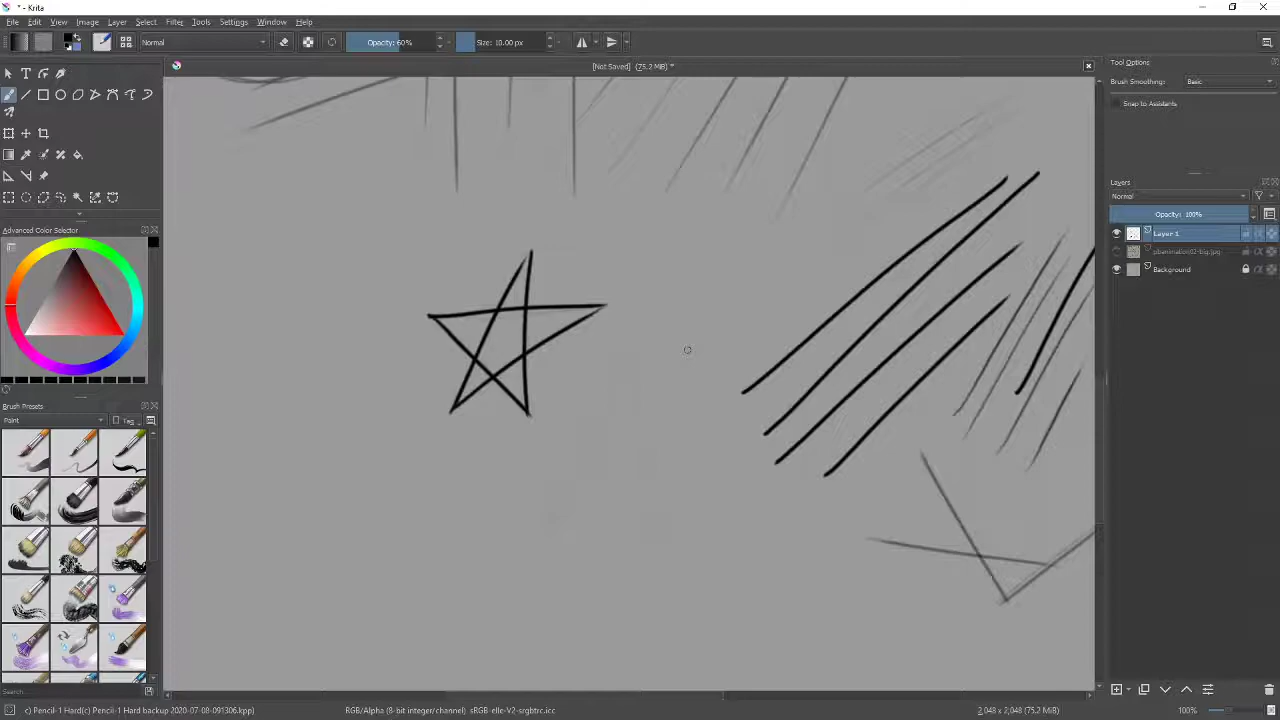 * - Krita
File Edit View Image Layer Select Filter Tools Settings Window Help
Normal Opacity: 60% Size: 10.00 px
[Not Saved] (75.2 MiB) *
Tool Options
Brush Smoothing: Basic
Snap to Assistants
Layers
Normal
Opacity: 100%
Layer 1
Background
Advanced Color Selector
Brush Presets
Paint Tag
Search
c) Pencil-1 Hard( Pencil-1 Hard backup 2020-07-08-091306.kpp) RGB/Alpha (8-bit integer/channel) sRGB-elle-V2-srgbtrc.icc 2,048 x 2,048 (75.2 MiB) 100%